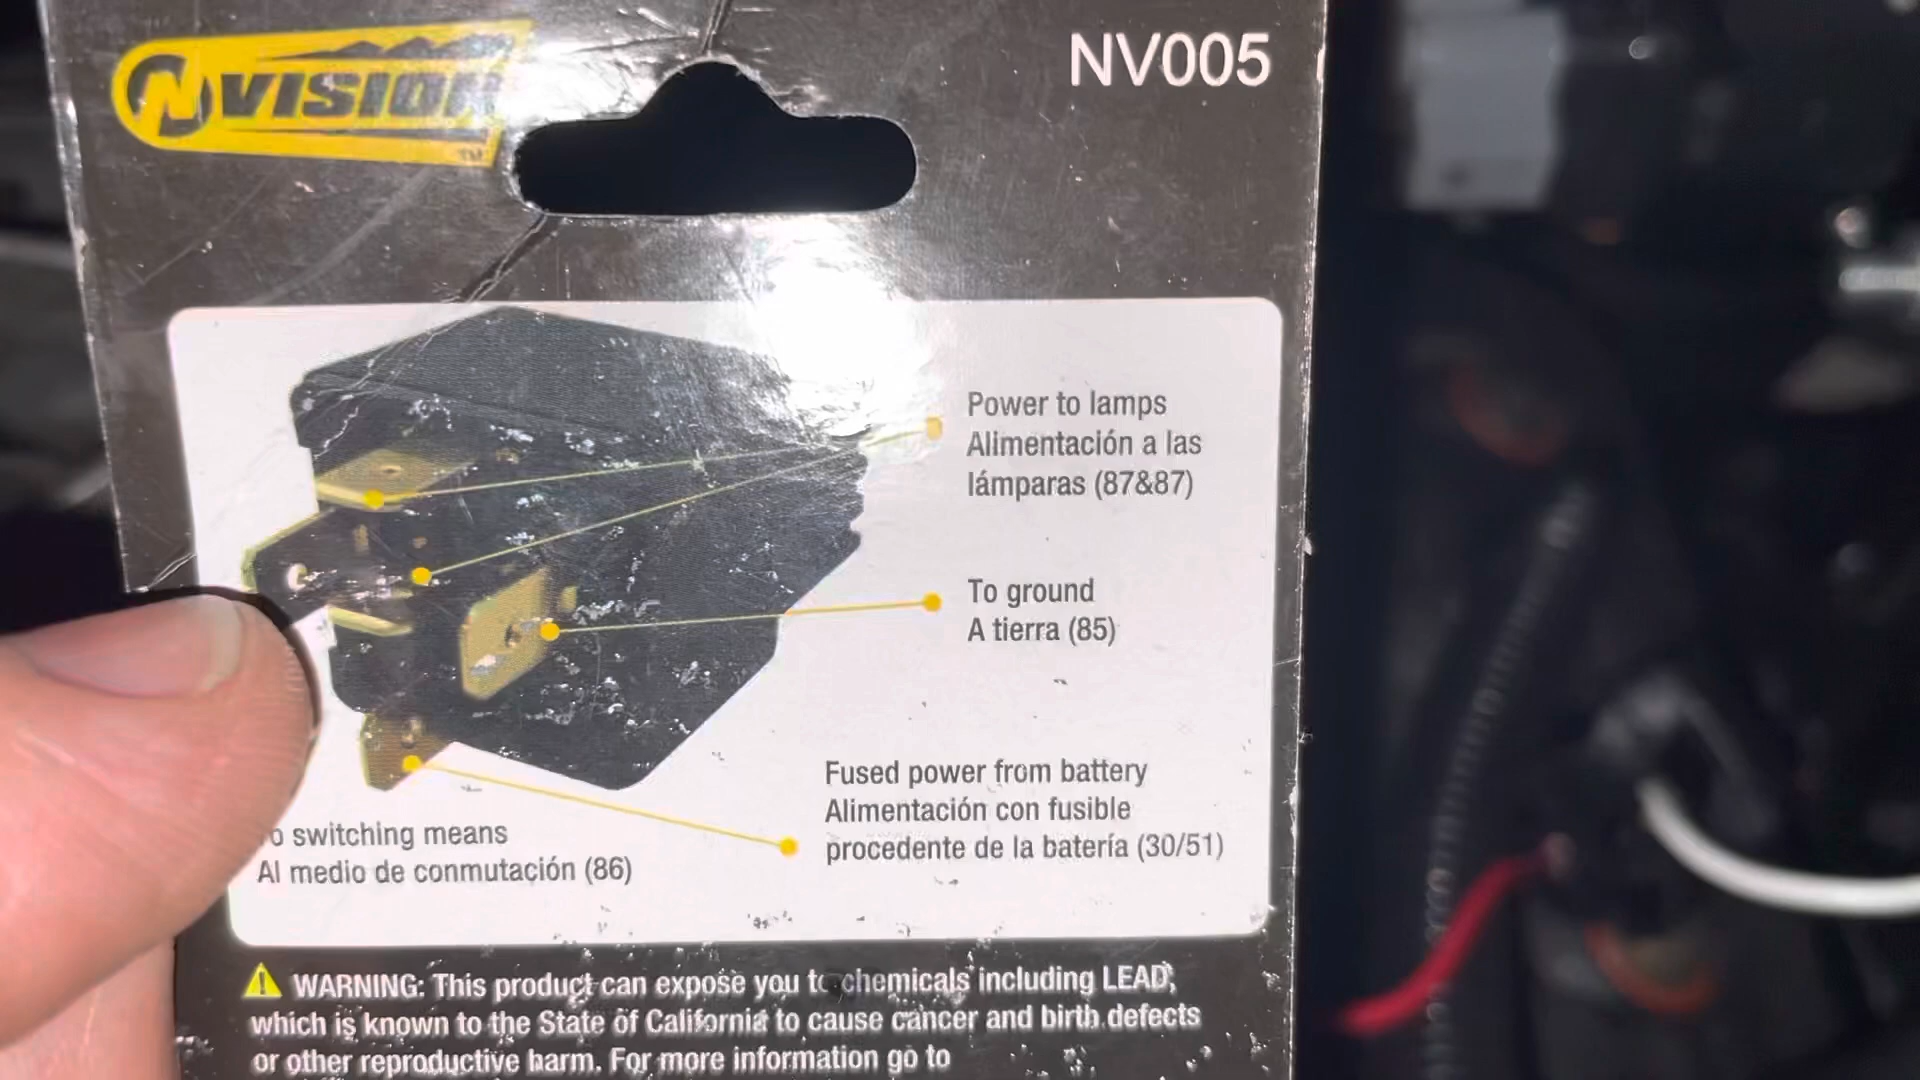 NVISION
TM
NV005
Power to lamps
Alimentación a las
lámparas (87&87)
To ground
A tierra (85)
Fused power from battery
Alimentación con fusible
procedente de la batería (30/51)
switching means
Al medio de conmutación (86)
WARNING: This product can expose you to chemicals including LEAD,
which is known to the State of California to cause cancer and birth defects
or other reproductive harm. For more information go to